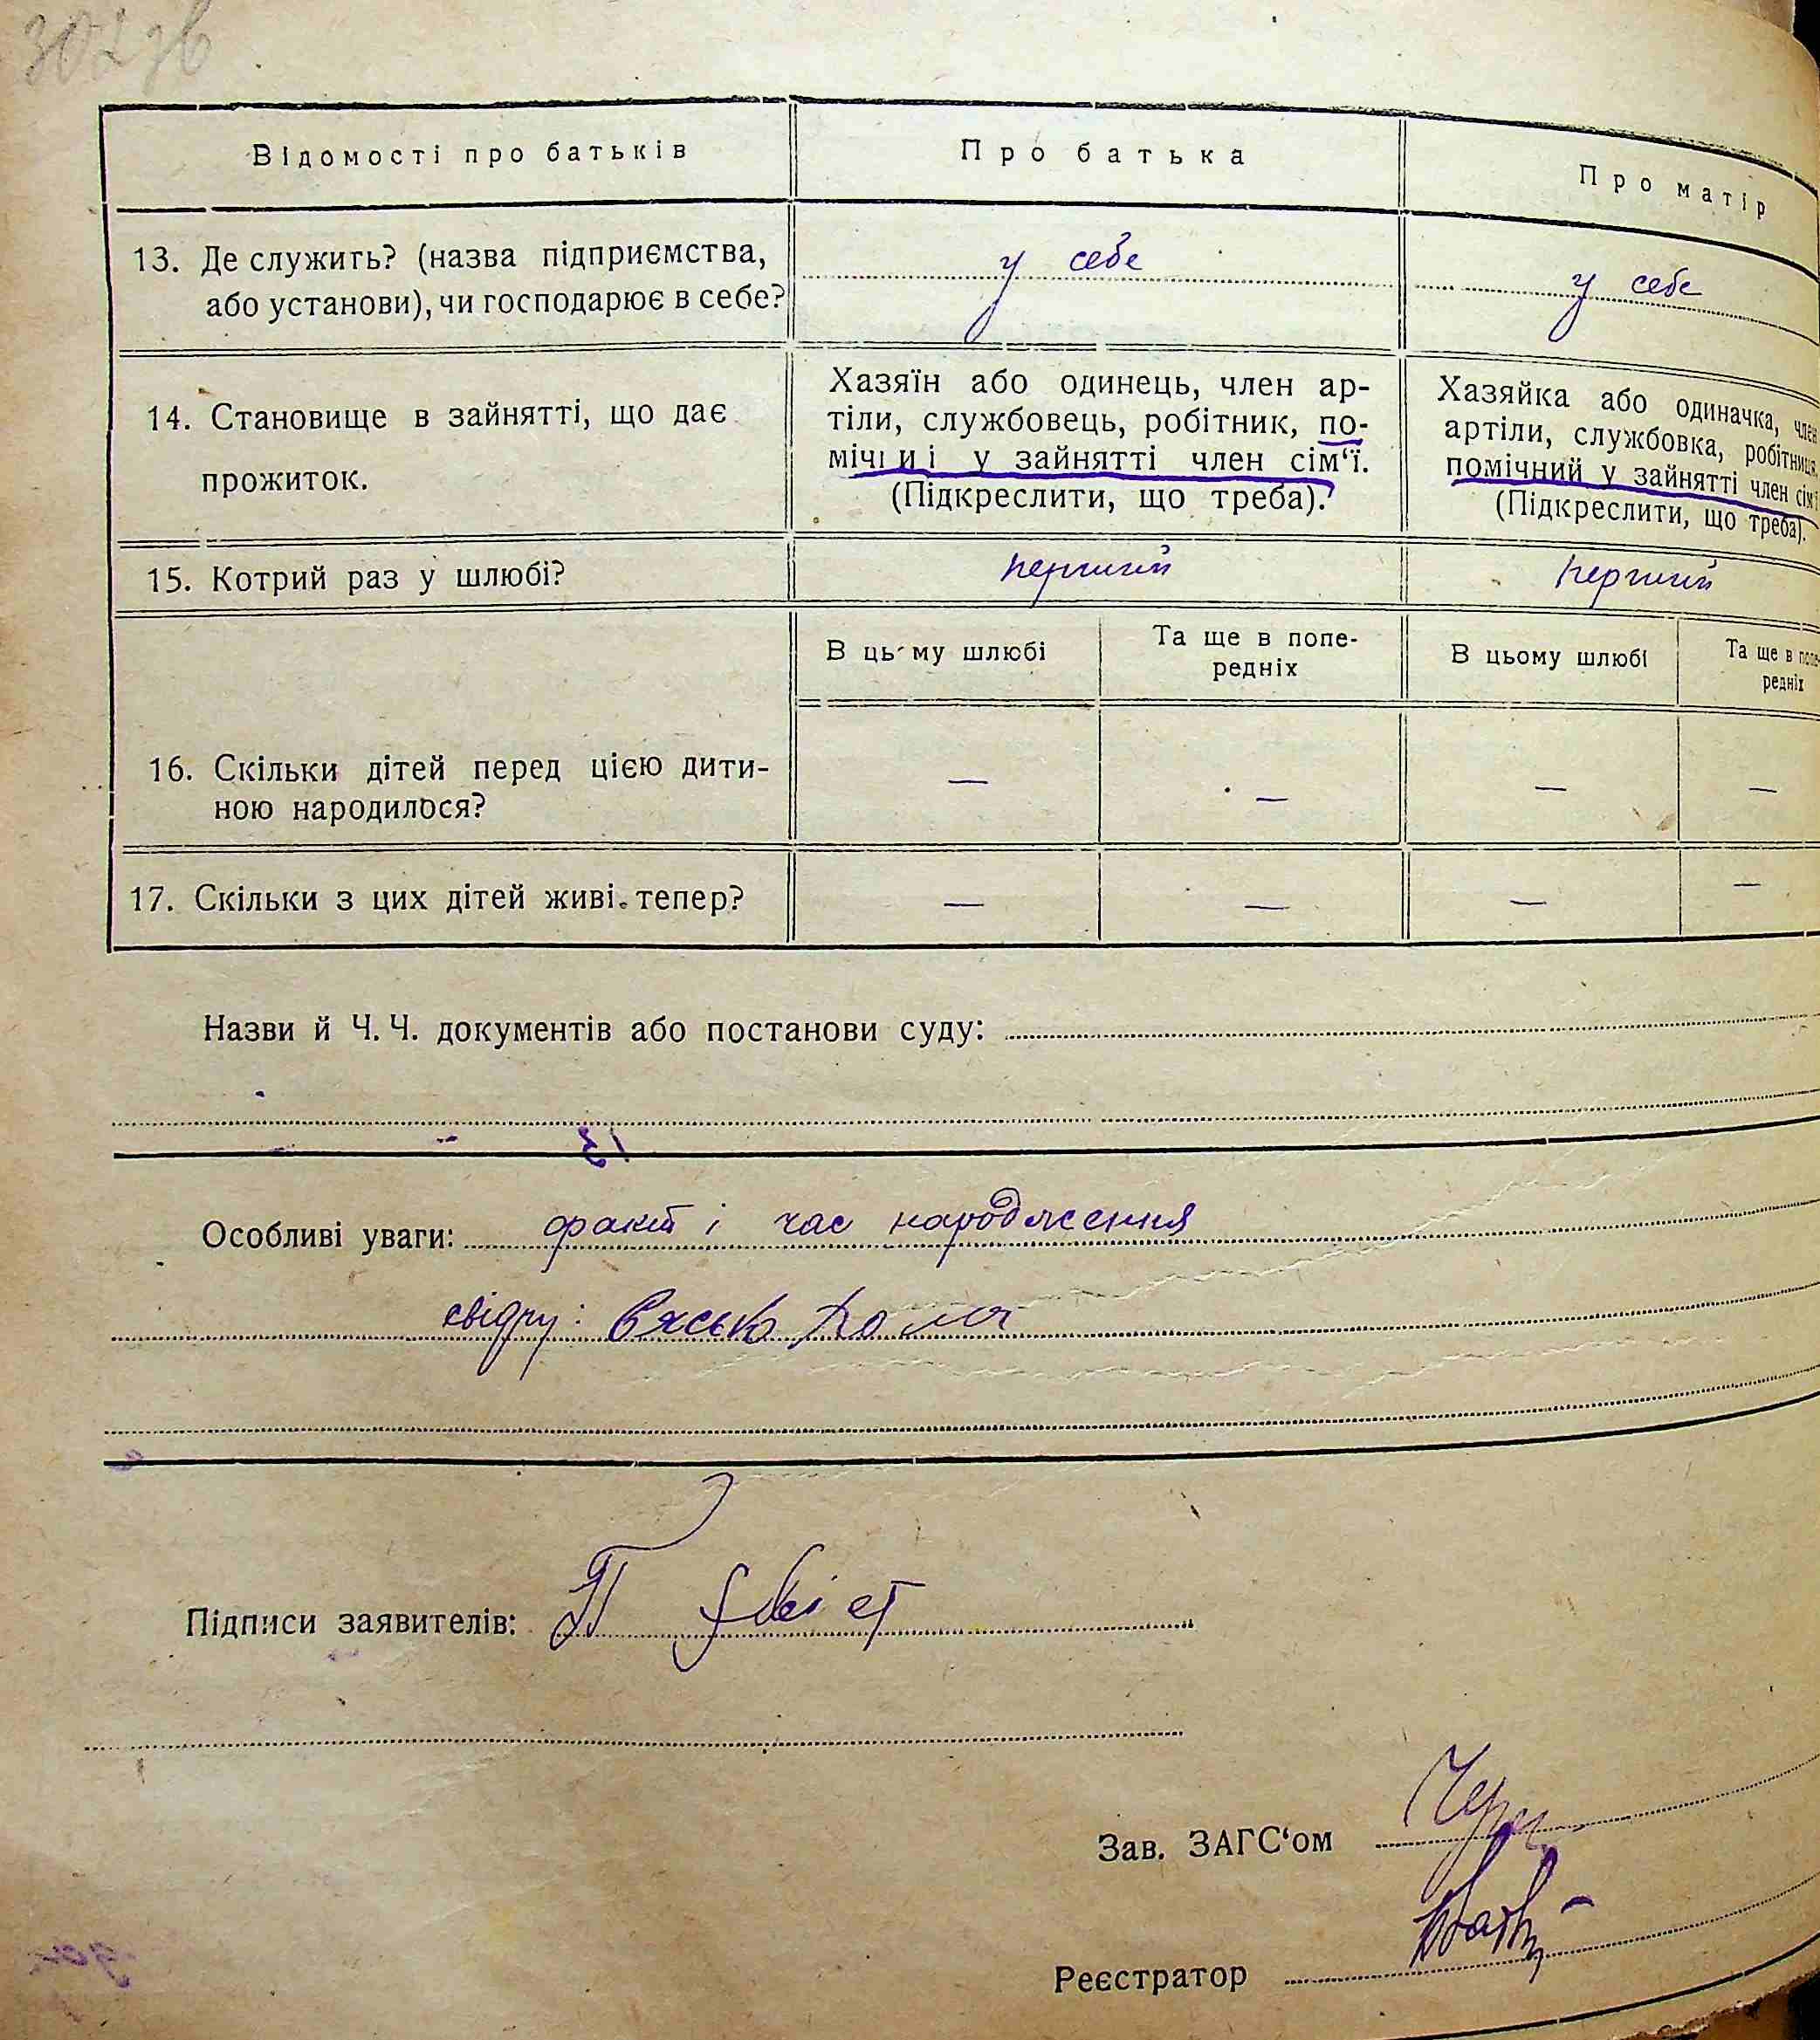 302 зв
Відомості про батьків
Про батька
Про матір
13. Де служить? (назва підприємства,
або установи), чи господарює в себе?
у себе
у себе
14. Становище в зайнятті, що дає
прожиток.
Хазяїн або одинець, член ар-
тіли, службовець, робітник, по-
мічниі у зайнятті член сім‘ї.
(Підкреслити, що треба).
Хазяйка або одиначка, член
артіли, службовка, робітниця,
помічний у зайнятті член сім‘ї
(Підкреслити, що треба).
15. Котрий раз у шлюбі?
перший
перший
В цьому шлюбі
Та ще в попе-
редніх
В цьому шлюбі
Та ще в попе-
редніх
16. Скільки дітей перед цією дити-
ною народилося?
— — — —
17. Скільки з цих дітей живі тепер?
— — — —
Назви й Ч. Ч. документів або постанови суду:
Особливі уваги: факт і час народження
свідчу:
Підписи заявителів:
Зав. ЗАГС‘ом
Реєстратор